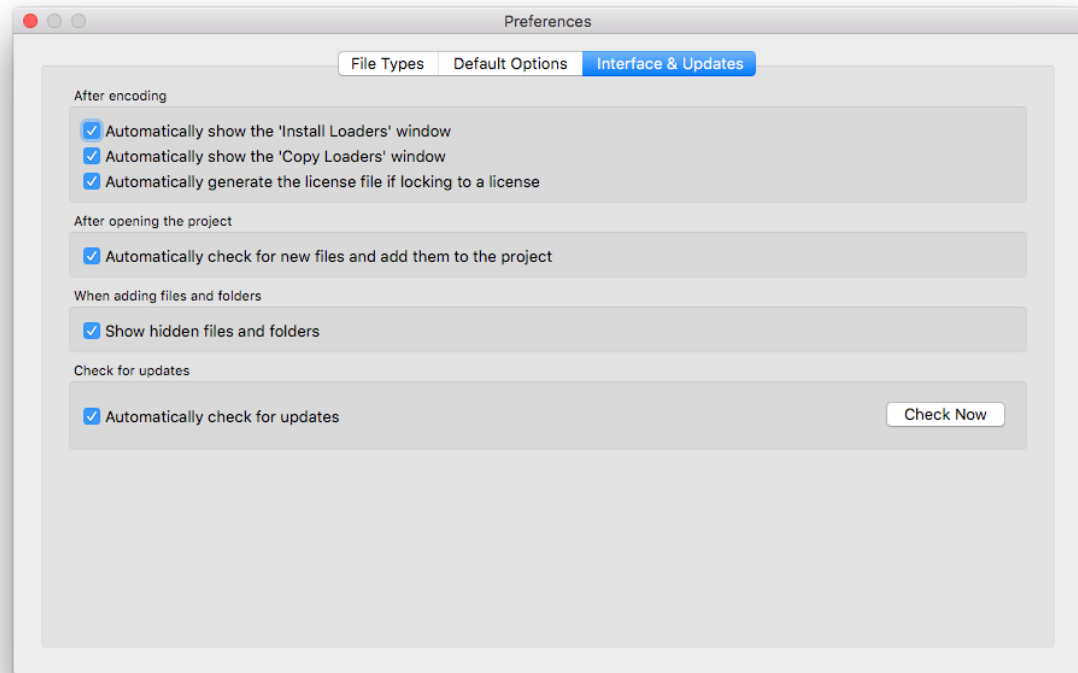 Preferences
File Types Default Options Interface & Updates
After encoding
Automatically show the 'Install Loaders' window
Automatically show the 'Copy Loaders' window
Automatically generate the license file if locking to a license
After opening the project
Automatically check for new files and add them to the project
When adding files and folders
Show hidden files and folders
Check for updates
Automatically check for updates Check Now